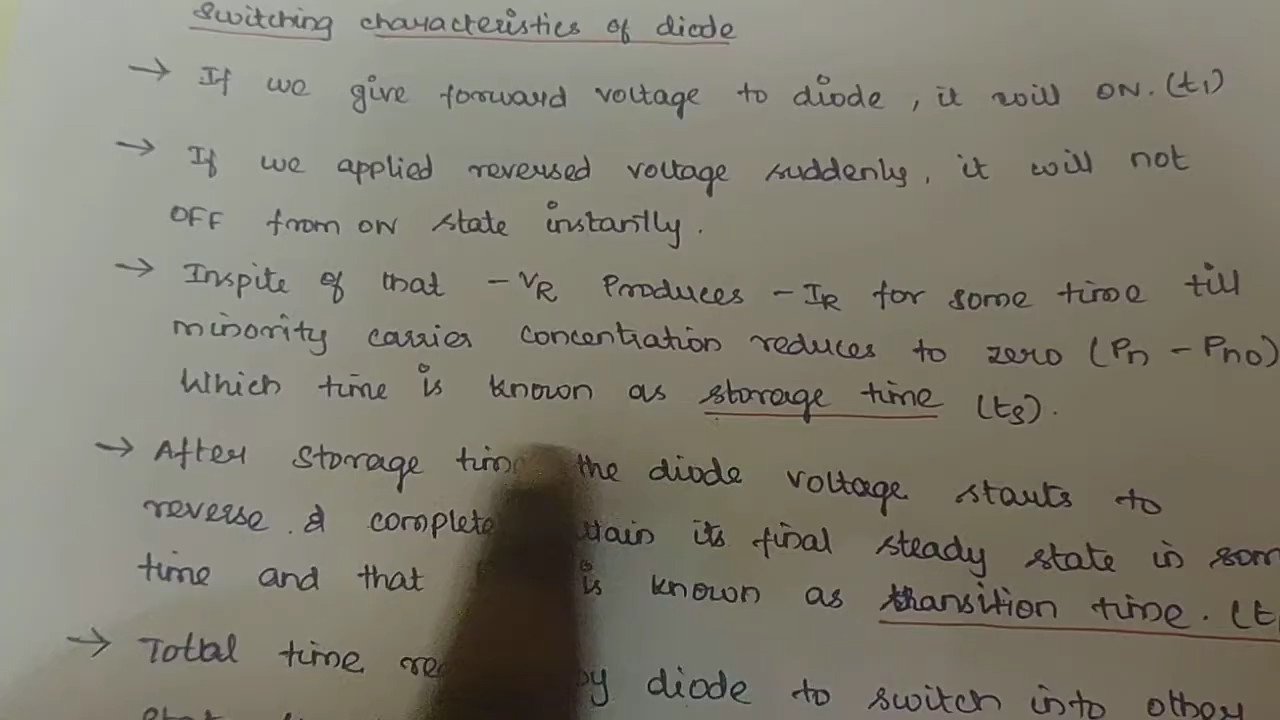 Switching characteristics of diode
→ If we give forward voltage to diode, it will ON. (t1)
→ If we applied reversed voltage suddenly, it will not
OFF from ON state instantly.
→ Inspite of that -VR Produces -IR for some time till
minority carrier concentration reduces to zero (Pn - Pno)
Which time is known as storage time (ts).
→ After storage the diode voltage starts to
reverse & its final steady state in
time and that is known as transition time.
→ Total time diode to switch into other